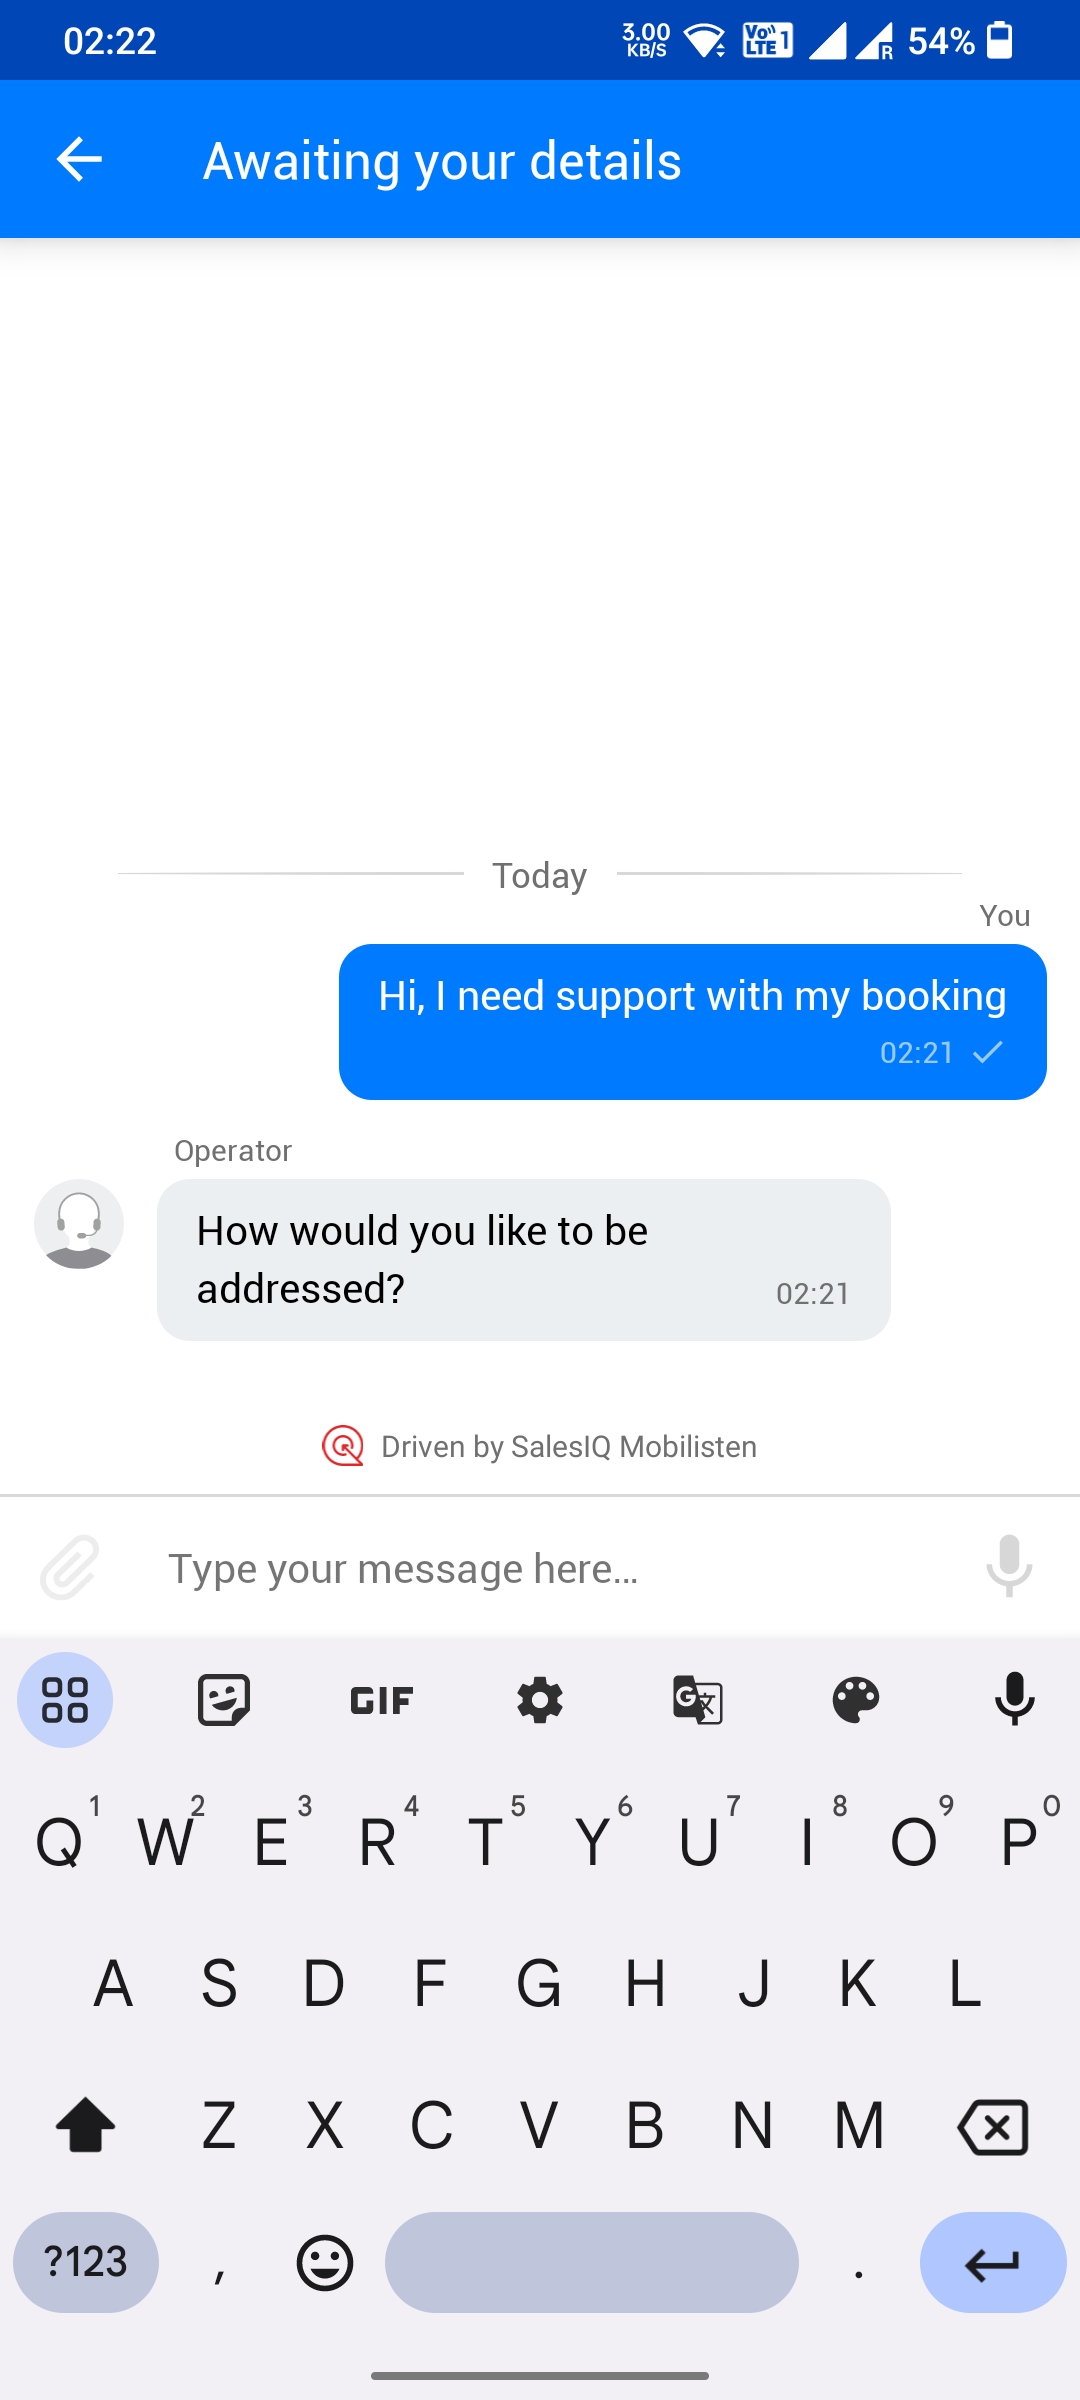 02:22
3.00
KB/S
Vo)) 1
LTE
R
54%
Awaiting your details
Today
You
Hi, I need support with my booking
02:21
Operator
How would you like to be
addressed?
02:21
Driven by SalesIQ Mobilisten
Type your message here...
GIF
G 文
1 2 3 4 5 6 7 8 9 0
Q W E R T Y U I O P
A S D F G H J K L
Z X C V B N M
?123 , .